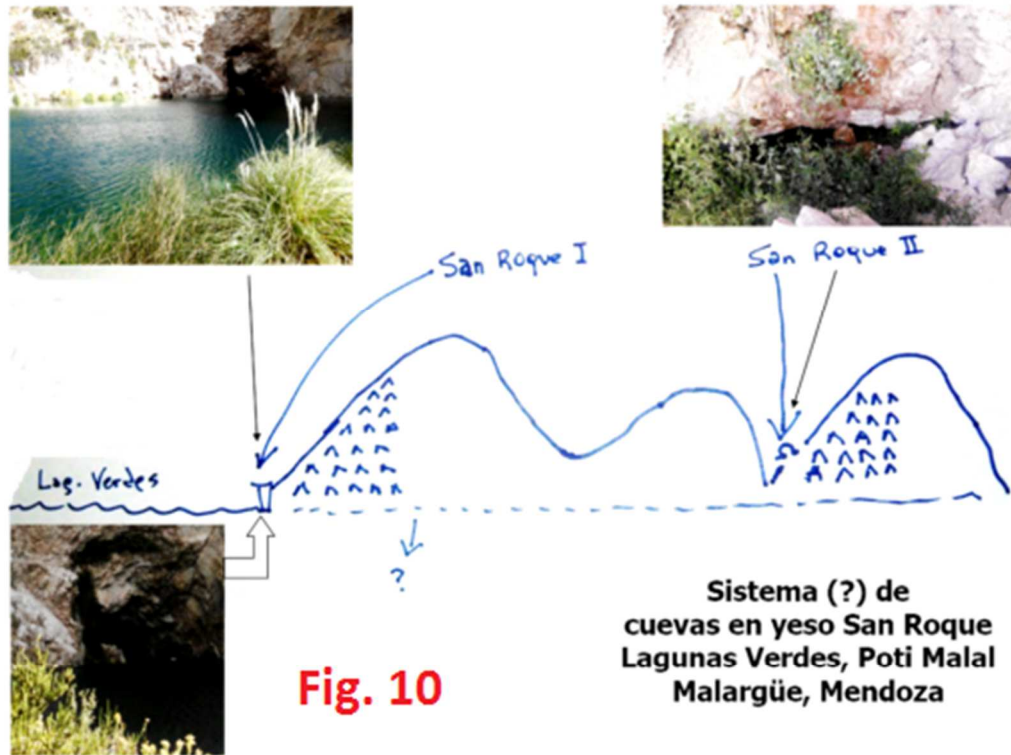 San Roque I
San Roque II
Lag. Verdes
?
Fig. 10
Sistema (?) de
cuevas en yeso San Roque
Lagunas Verdes, Poti Malal
Malargüe, Mendoza